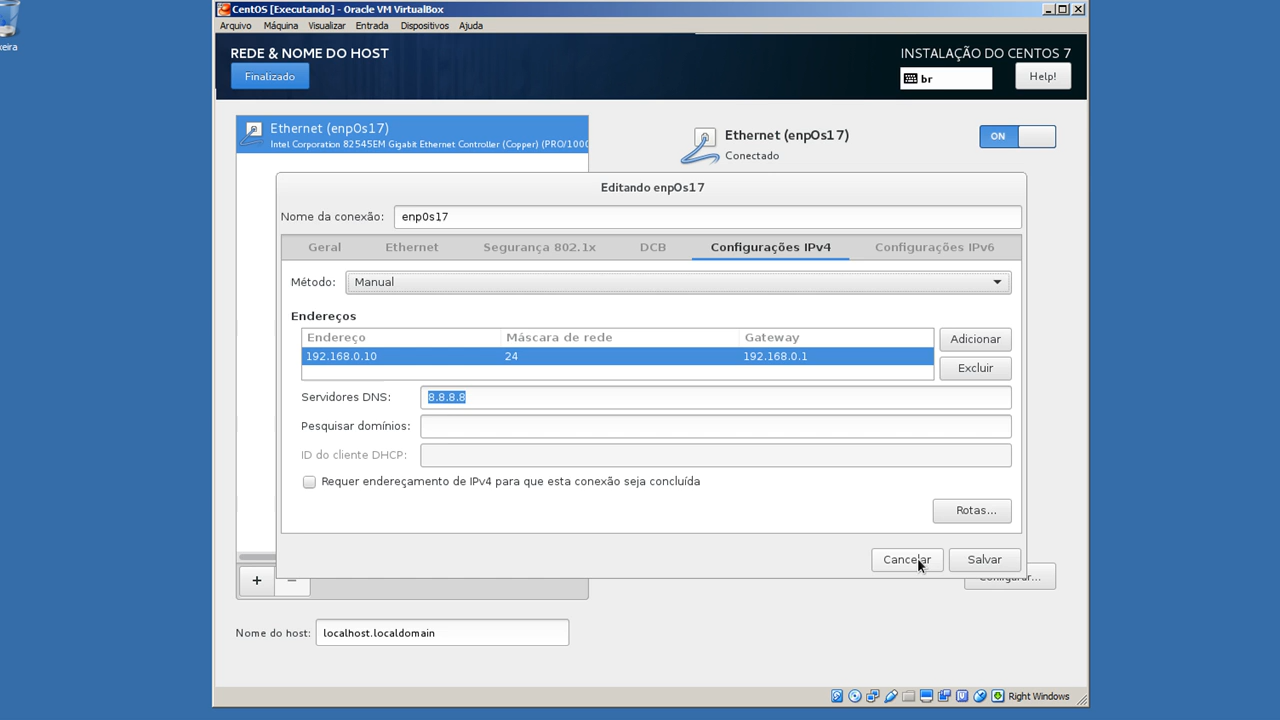 CentOS [Executando] - Oracle VM VirtualBox
Arquivo Máquina Visualizar Entrada Dispositivos Ajuda
REDE & NOME DO HOST
INSTALAÇÃO DO CENTOS 7
Finalizado
br
Help!
Ethernet (enp0s17)
Intel Corporation 82545EM Gigabit Ethernet Controller (Copper) (PRO/100
Ethernet (enp0s17)
Conectado
ON
Editando enp0s17
Nome da conexão: enp0s17
Geral Ethernet Segurança 802.1x DCB Configurações IPv4 Configurações IPv6
Método: Manual
Endereços
Endereço Máscara de rede Gateway
192.168.0.10 24 192.168.0.1
Adicionar
Excluir
Servidores DNS: 8.8.8.8
Pesquisar domínios:
ID do cliente DHCP:
Requer endereçamento de IPv4 para que esta conexão seja concluída
Rotas...
Cancelar Salvar
+ −
Configurar...
Nome do host: localhost.localdomain
Right Windows